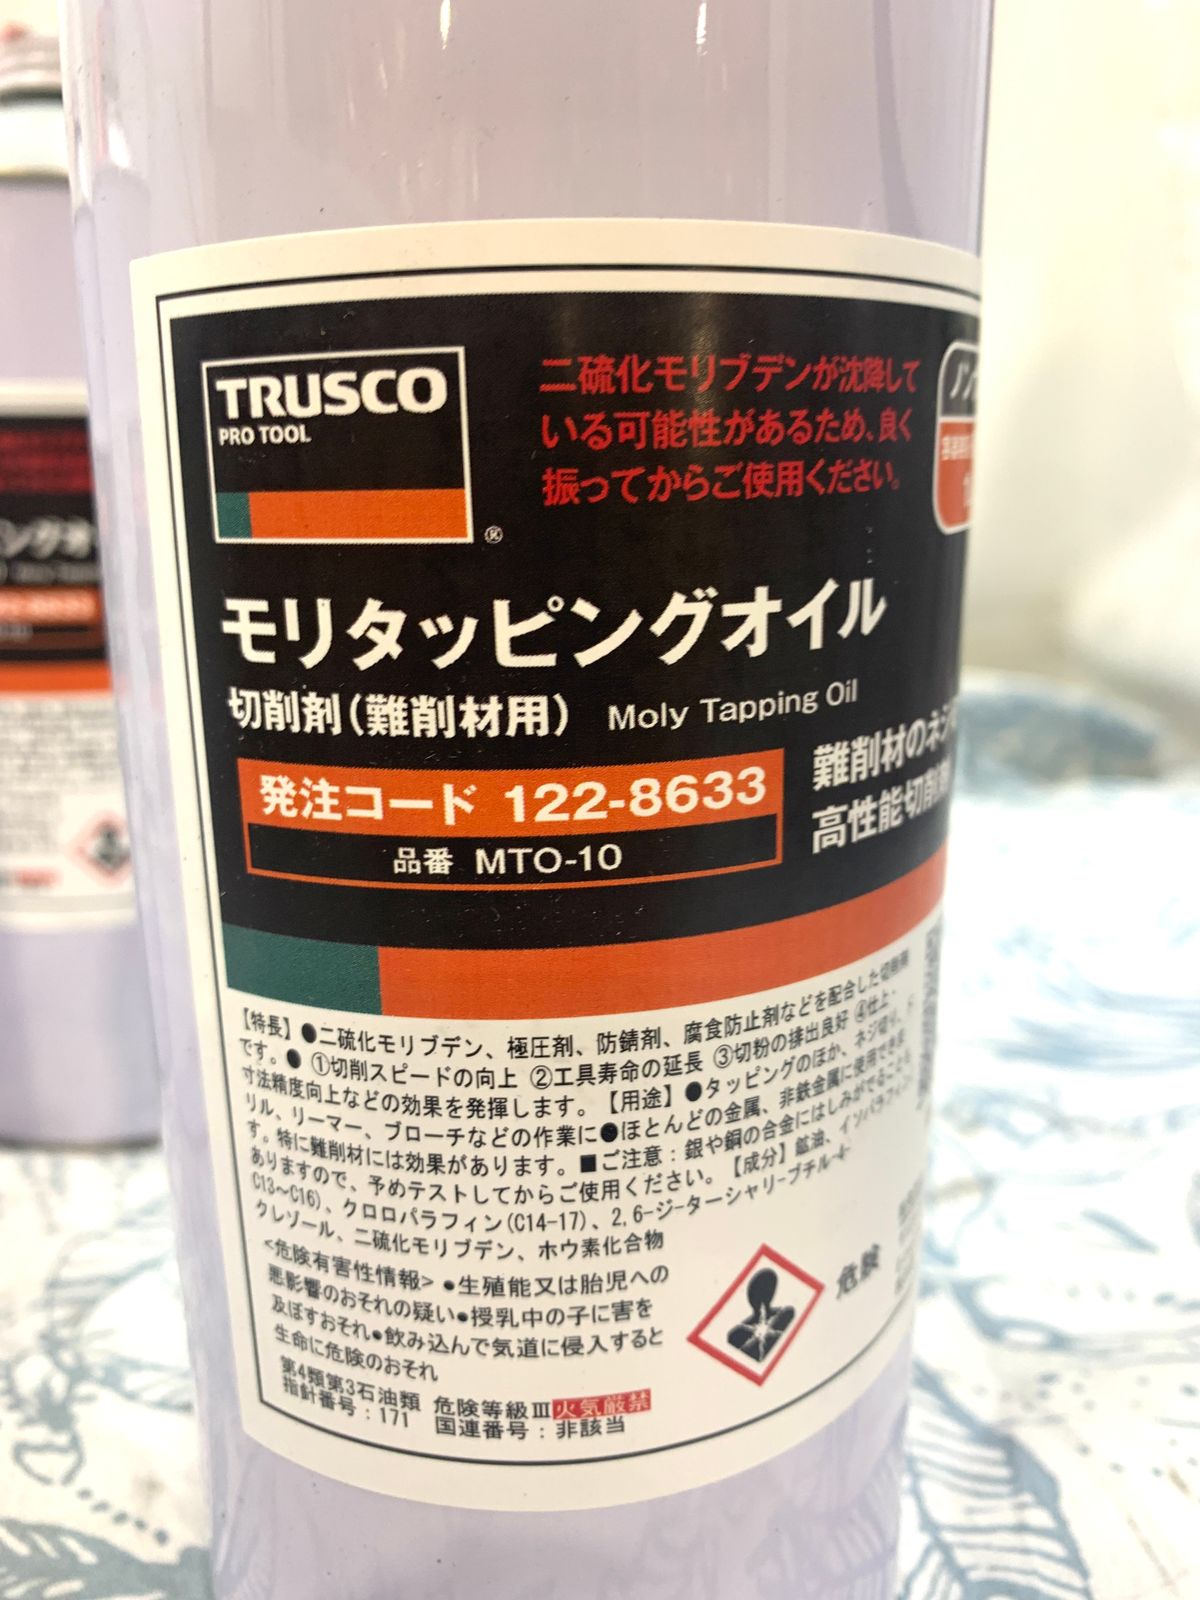 TRUSCO
PRO TOOL
®
二硫化モリブデンが沈降して
いる可能性があるため、良く
振ってからご使用ください。
モリタッピングオイル
切削剤(難削材用) Moly Tapping Oil
発注コード 122-8633
品番 MTO-10
難削材のネジ
高性能切削
【特長】●二硫化モリブデン、極圧剤、防錆剤、腐食防止剤などを配合した切削剤
です。● ①切削スピードの向上 ②工具寿命の延長 ③切粉の排出良好 ④仕上・
寸法精度向上などの効果を発揮します。【用途】●タッピングのほか、ネジ切り、ド
リル、リーマー、ブローチなどの作業に●ほとんどの金属、非鉄金属に使用できま
す。特に難削材には効果があります。■ご注意:銀や銅の合金にはしみがでることも
ありますので、予めテストしてからご使用ください。【成分】鉱油、イソパラフィン
C13〜C16)、クロロパラフィン(C14-17)、2,6-ジ-ターシャリ-ブチル-4-
クレゾール、二硫化モリブデン、ホウ素化合物
<危険有害性情報> ●生殖能又は胎児への
悪影響のおそれの疑い●授乳中の子に害を
及ぼすおそれ●飲み込んで気道に侵入すると
生命に危険のおそれ
危険
第4類第3石油類 危険等級Ⅲ 火気厳禁
指針番号:171 国連番号:非該当
ングオ